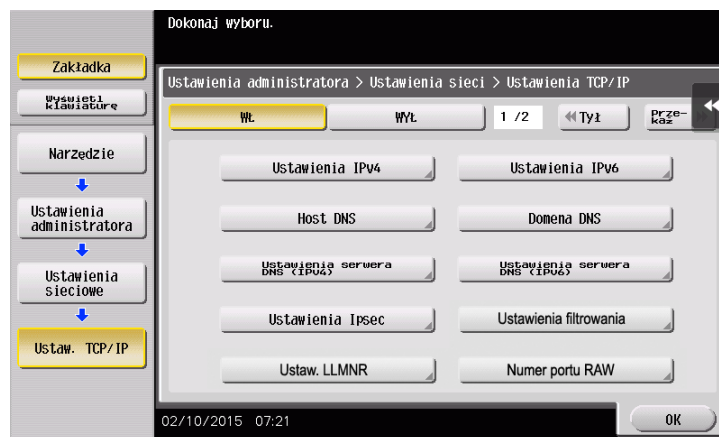 Dokonaj wyboru.
Zakładka
Wyświetl
klawiaturę
Ustawienia administratora > Ustawienia sieci > Ustawienia TCP/IP
WŁ
WYŁ
1 /2
Tył
Prze-
każ
Narzędzie
Ustawienia IPv4
Ustawienia IPv6
Ustawienia
administratora
Host DNS
Domena DNS
Ustawienia serwera
DNS (IPv4)
Ustawienia serwera
DNS (IPv6)
Ustawienia
sieciowe
Ustawienia Ipsec
Ustawienia filtrowania
Ustaw. TCP/IP
Ustaw. LLMNR
Numer portu RAW
02/10/2015 07:21
OK